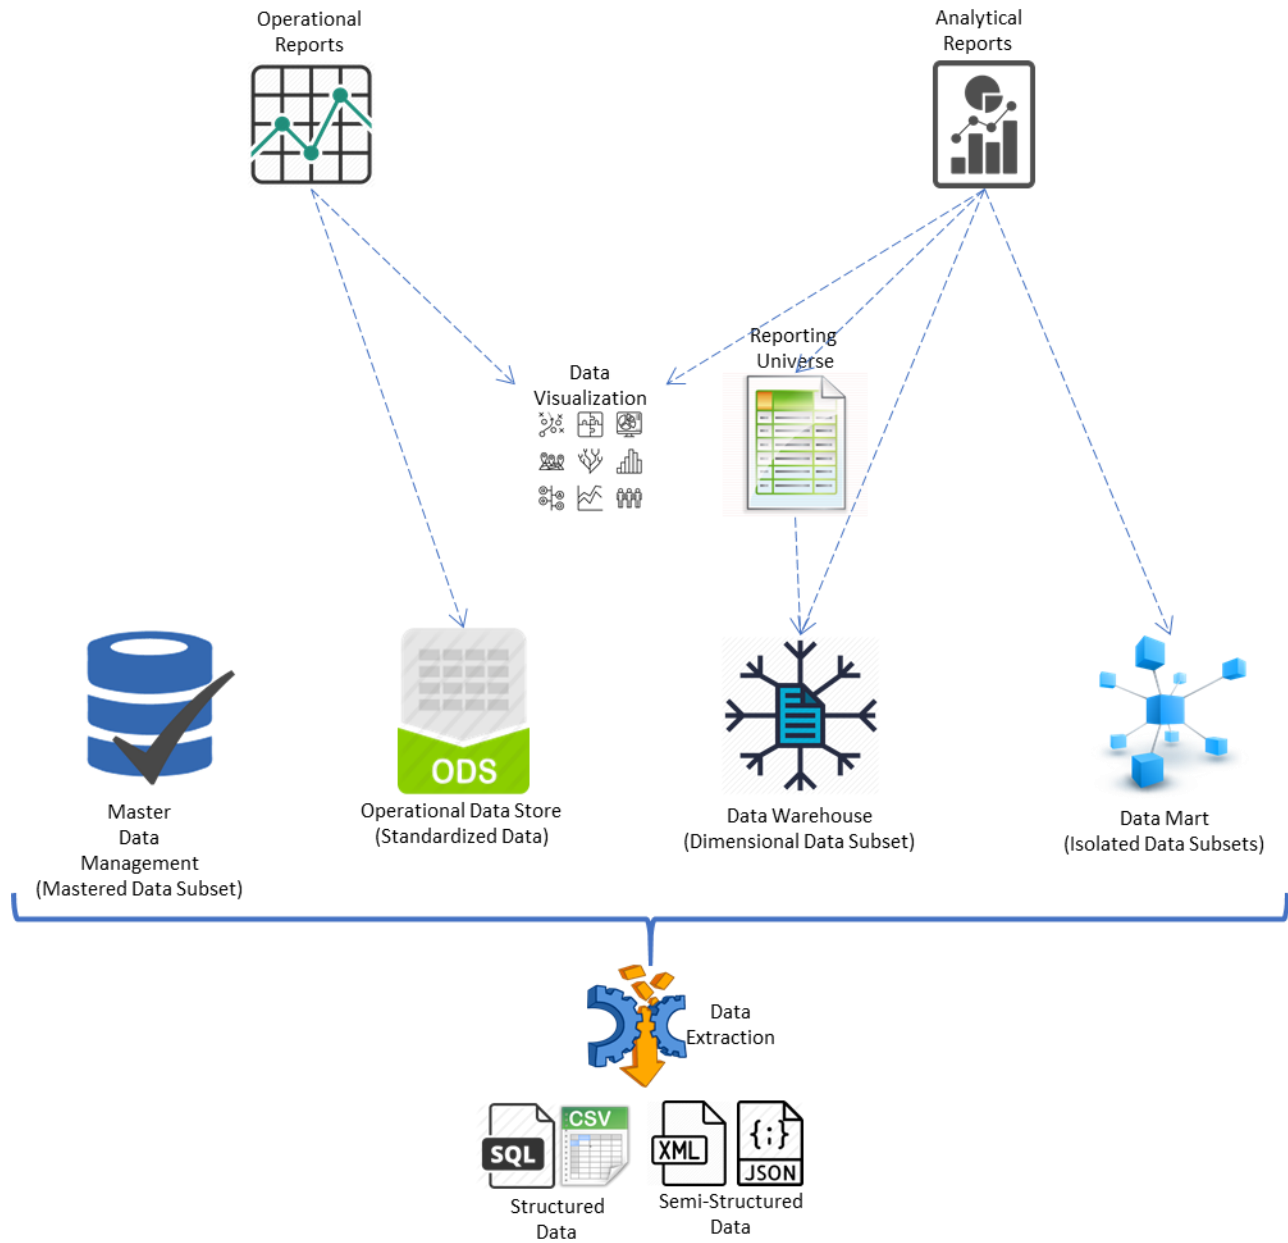 Operational
Reports
Analytical
Reports
Reporting
Universe
Data
Visualization
ODS
Master
Data
Management
(Mastered Data Subset)
Operational Data Store
(Standardized Data)
Data Warehouse
(Dimensional Data Subset)
Data Mart
(Isolated Data Subsets)
Data
Extraction
SQL
CSV
XML
{;}
JSON
Structured
Data
Semi-Structured
Data